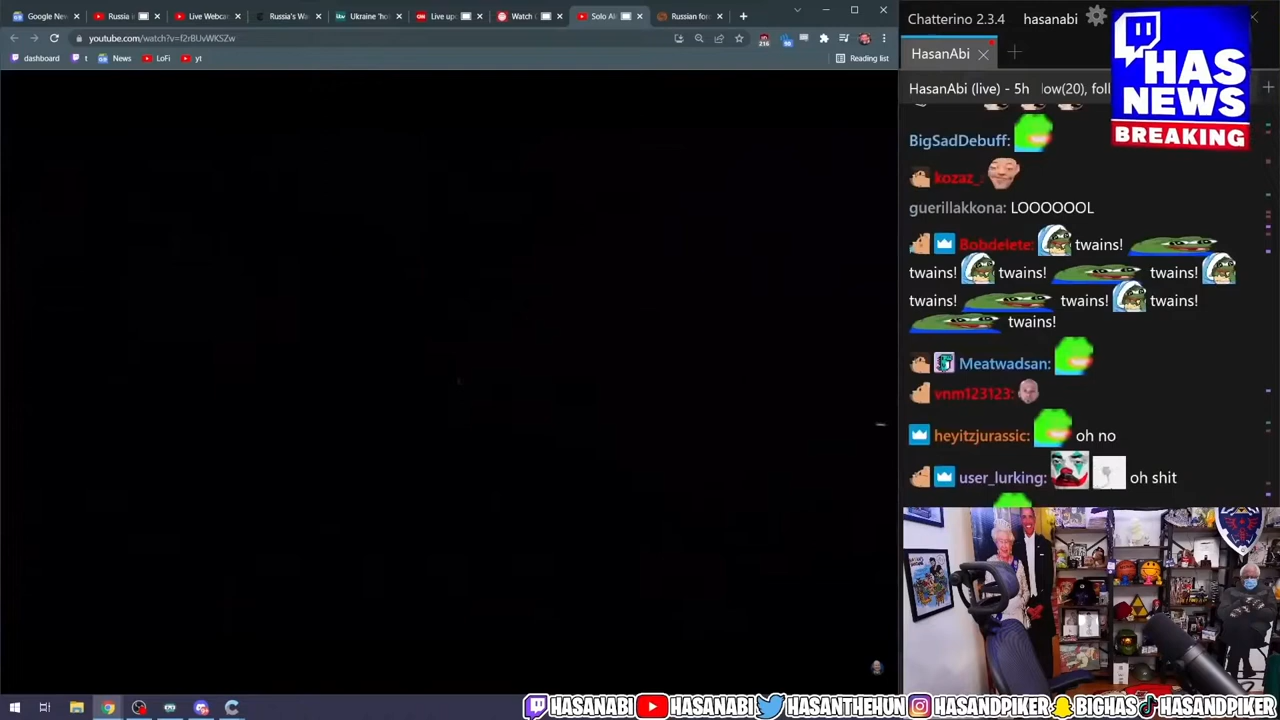 Google New
Russia i
Live Webcam
Russia's Wa
Ukraine 'ho
Live up
Watch
Solo Al
Russian for
youtube.com/watch?v=f2rBUvWKSZw
dashboard
t
News
LoFi
yt
Reading list
Chatterino 2.3.4
hasanabi
HasanAbi
HasanAbi (live) - 5h
low(20), foll
HAS
NEWS
BREAKING
BigSadDebuff:
kozaz_:
guerillakkona: LOOOOOOL
Bobdelete: twains!
twains! twains! twains!
twains! twains! twains!
twains!
Meatwadsan:
vnm123123:
heyitzjurassic: oh no
user_lurking: oh shit
HASANABI HASANABI HASANTHEHUN HASANDPIKER BIGHAS HASANDPIKER